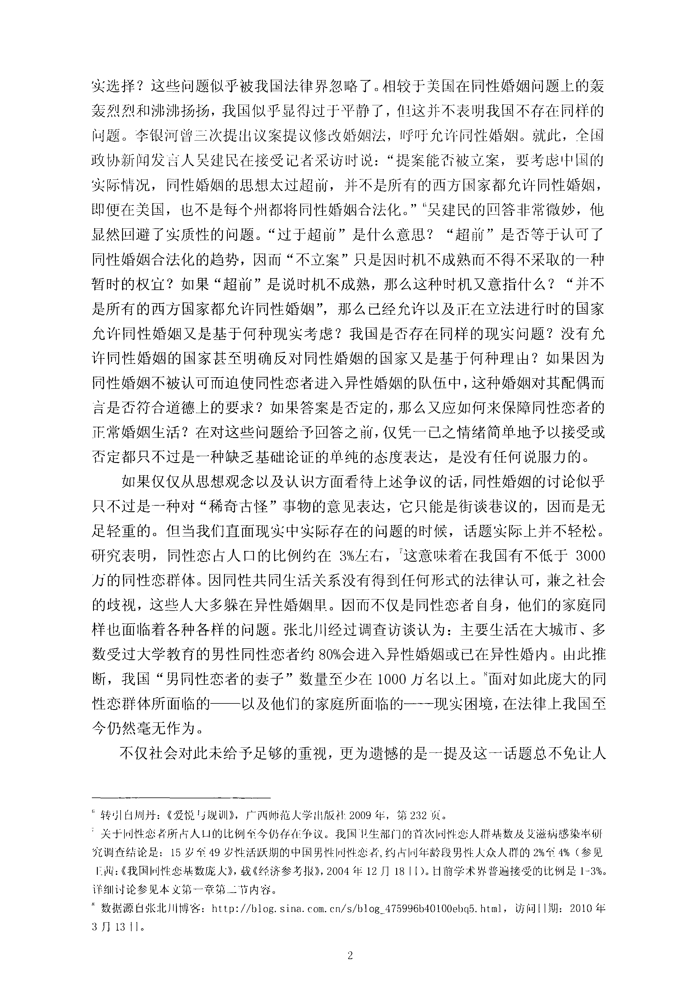 实选择？这些问题似乎被我国法律界忽略了。相较于美国在同性婚姻问题上的轰
轰烈烈和沸沸扬扬，我国似乎显得过于平静了，但这并不表明我国不存在同样的
问题。李银河曾三次提出议案提议修改婚姻法，呼吁允许同性婚姻。就此，全国
政协新闻发言人吴建民在接受记者采访时说：“提案能否被立案，要考虑中国的
实际情况，同性婚姻的思想太过超前，并不是所有的西方国家都允许同性婚姻，
即便在美国，也不是每个州都将同性婚姻合法化。”⁶吴建民的回答非常微妙，他
显然回避了实质性的问题。“过于超前”是什么意思？“超前”是否等于认可了
同性婚姻合法化的趋势，因而“不立案”只是因时机不成熟而不得不采取的一种
暂时的权宜？如果“超前”是说时机不成熟，那么这种时机又意指什么？“并不
是所有的西方国家都允许同性婚姻”，那么已经允许以及正在立法进行时的国家
允许同性婚姻又是基于何种现实考虑？我国是否存在同样的现实问题？没有允
许同性婚姻的国家甚至明确反对同性婚姻的国家又是基于何种理由？如果因为
同性婚姻不被认可而迫使同性恋者进入异性婚姻的队伍中，这种婚姻对其配偶而
言是否符合道德上的要求？如果答案是否定的，那么又应如何来保障同性恋者的
正常婚姻生活？在对这些问题给予回答之前，仅凭一己之情绪简单地予以接受或
否定都只不过是一种缺乏基础论证的单纯的态度表达，是没有任何说服力的。
如果仅仅从思想观念以及认识方面看待上述争议的话，同性婚姻的讨论似乎
只不过是一种对“稀奇古怪”事物的意见表达，它只能是街谈巷议的，因而是无
足轻重的。但当我们直面现实中实际存在的问题的时候，话题实际上并不轻松。
研究表明，同性恋占人口的比例约在 3%左右，⁷这意味着在我国有不低于 3000
万的同性恋群体。因同性共同生活关系没有得到任何形式的法律认可，兼之社会
的歧视，这些人大多躲在异性婚姻里。因而不仅是同性恋者自身，他们的家庭同
样也面临着各种各样的问题。张北川经过调查访谈认为：主要生活在大城市、多
数受过大学教育的男性同性恋者约 80%会进入异性婚姻或已在异性婚内。由此推
断，我国“男同性恋者的妻子”数量至少在 1000 万名以上。⁸面对如此庞大的同
性恋群体所面临的——以及他们的家庭所面临的——现实困境，在法律上我国至
今仍然毫无作为。
不仅社会对此未给予足够的重视，更为遗憾的是一提及这一话题总不免让人
⁶ 转引自周丹：《爱悦与规训》，广西师范大学出版社 2009 年，第 232 页。
⁷ 关于同性恋者所占人口的比例至今仍存在争议。我国卫生部门的首次同性恋人群基数及艾滋病感染率研
究调查结论是：15 岁至 49 岁性活跃期的中国男性同性恋者，约占同年龄段男性大众人群的 2%至 4%（参见
王茜：《我国同性恋基数庞大》，载《经济参考报》，2004 年 12 月 18 日）。目前学术界普遍接受的比例是 1-3%。
详细讨论参见本文第一章第二节内容。
⁸ 数据源自张北川博客：http://blog.sina.com.cn/s/blog_475996b40100ebq5.html，访问日期：2010 年
3 月 13 日。
2